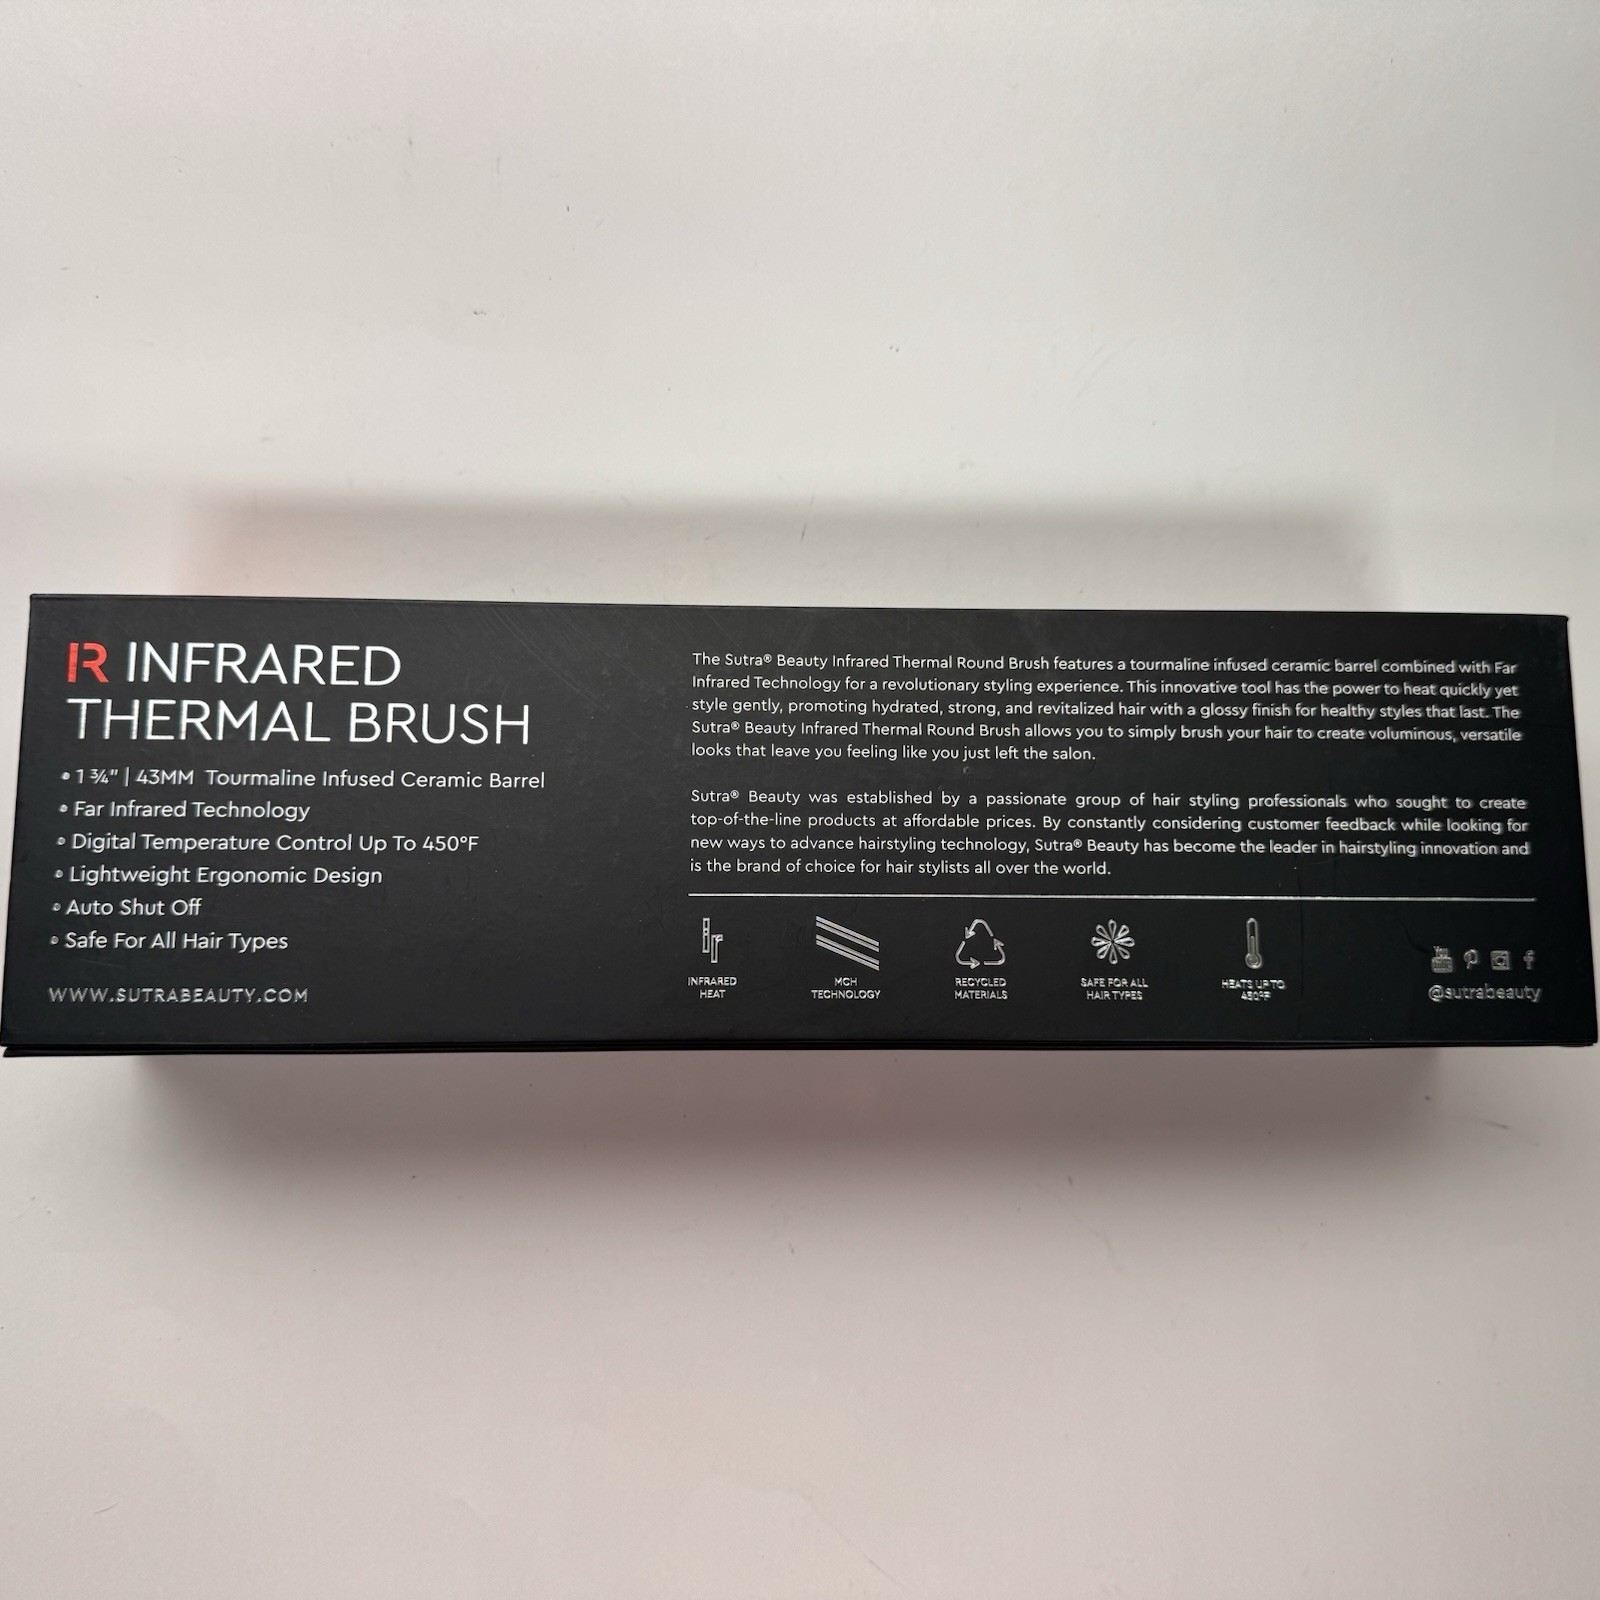 IR INFRARED
THERMAL BRUSH
• 1 ¾" | 43MM Tourmaline Infused Ceramic Barrel
• Far Infrared Technology
• Digital Temperature Control Up To 450°F
• Lightweight Ergonomic Design
• Auto Shut Off
• Safe For All Hair Types
WWW.SUTRABEAUTY.COM
The Sutra® Beauty Infrared Thermal Round Brush features a tourmaline infused ceramic barrel combined with Far
Infrared Technology for a revolutionary styling experience. This innovative tool has the power to heat quickly yet
style gently, promoting hydrated, strong, and revitalized hair with a glossy finish for healthy styles that last. The
Sutra® Beauty Infrared Thermal Round Brush allows you to simply brush your hair to create voluminous, versatile
looks that leave you feeling like you just left the salon.
Sutra® Beauty was established by a passionate group of hair styling professionals who sought to create
top-of-the-line products at affordable prices. By constantly considering customer feedback while looking for
new ways to advance hairstyling technology, Sutra® Beauty has become the leader in hairstyling innovation and
is the brand of choice for hair stylists all over the world.
ir
INFRARED
HEAT
MCH
TECHNOLOGY
RECYCLED
MATERIALS
SAFE FOR ALL
HAIR TYPES
HEATS UP TO
450°F
You
Tube
@sutrabeauty